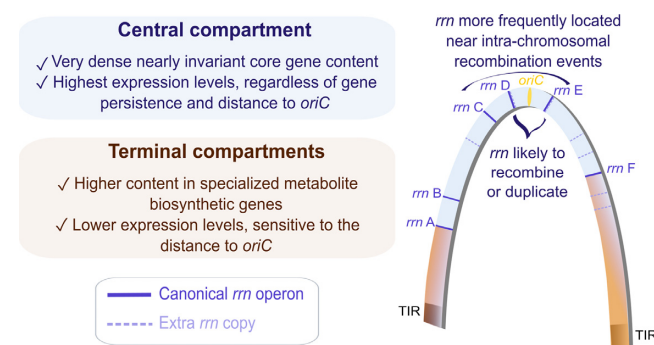 Central compartment
✓ Very dense nearly invariant core gene content
✓ Highest expression levels, regardless of gene
persistence and distance to oriC
Terminal compartments
✓ Higher content in specialized metabolite
biosynthetic genes
✓ Lower expression levels, sensitive to the
distance to oriC
Canonical rrn operon
Extra rrn copy
rrn more frequently located
near intra-chromosomal
recombination events
oriC
rrn D
rrn E
rrn C
rrn likely to
recombine
or duplicate
rrn F
rrn B
rrn A
TIR
TIR